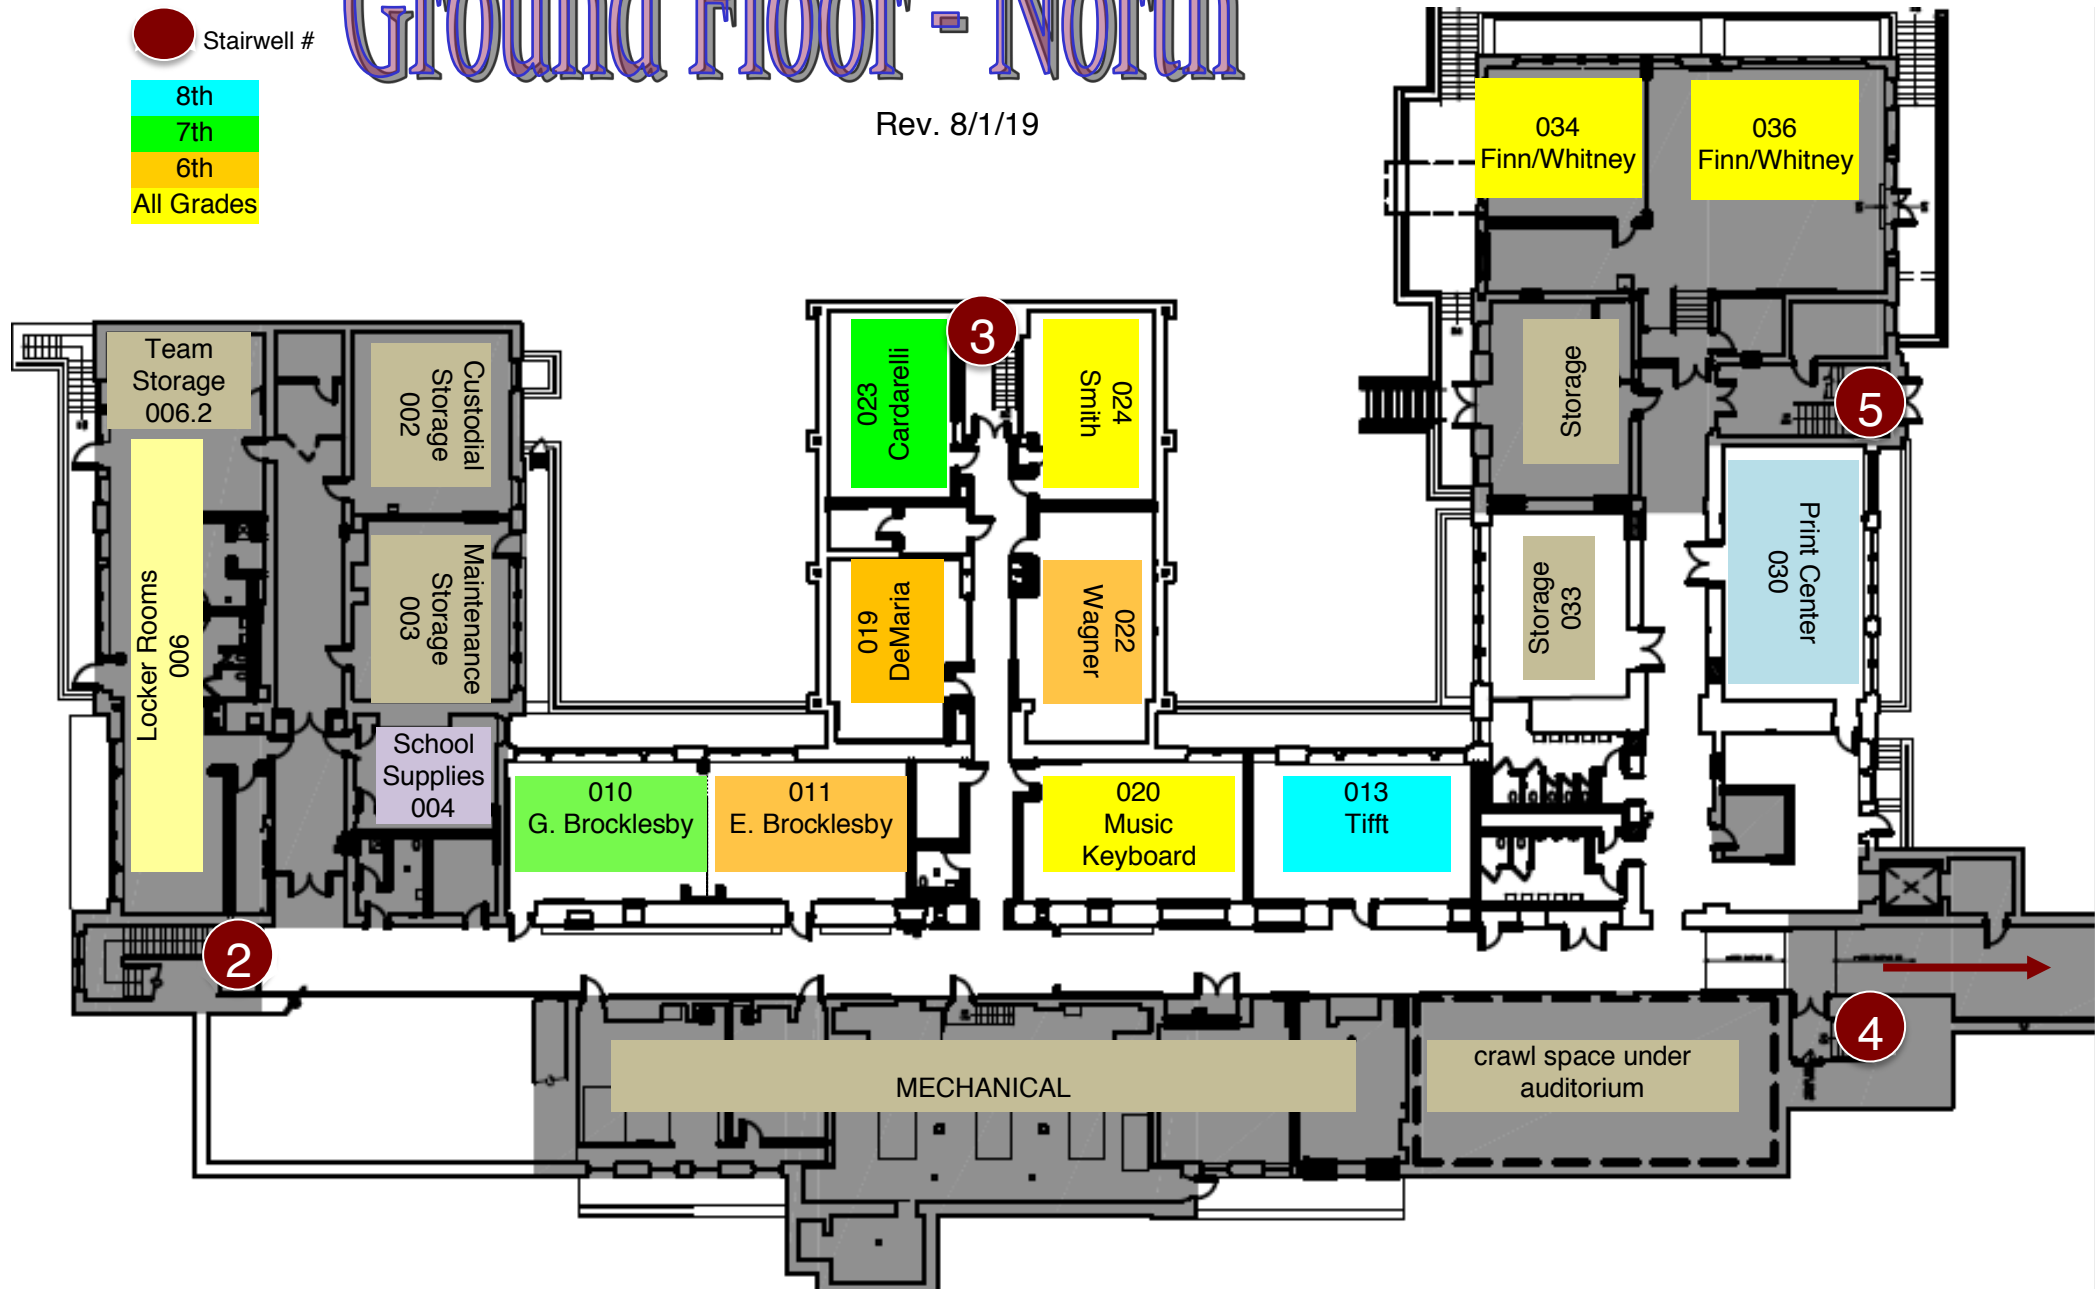 Ground Floor - North
Stairwell #
8th
7th
6th
All Grades
Rev. 8/1/19
034
Finn/Whitney
036
Finn/Whitney
Team
Storage
006.2
Custodial
Storage
002
023
Cardarelli
3
024
Smith
Storage
5
Locker Rooms
006
Maintenance
Storage
003
019
DeMaria
022
Wagner
Storage
033
Print Center
030
School
Supplies
004
010
G. Brocklesby
011
E. Brocklesby
020
Music
Keyboard
013
Tifft
2
4
MECHANICAL
crawl space under
auditorium